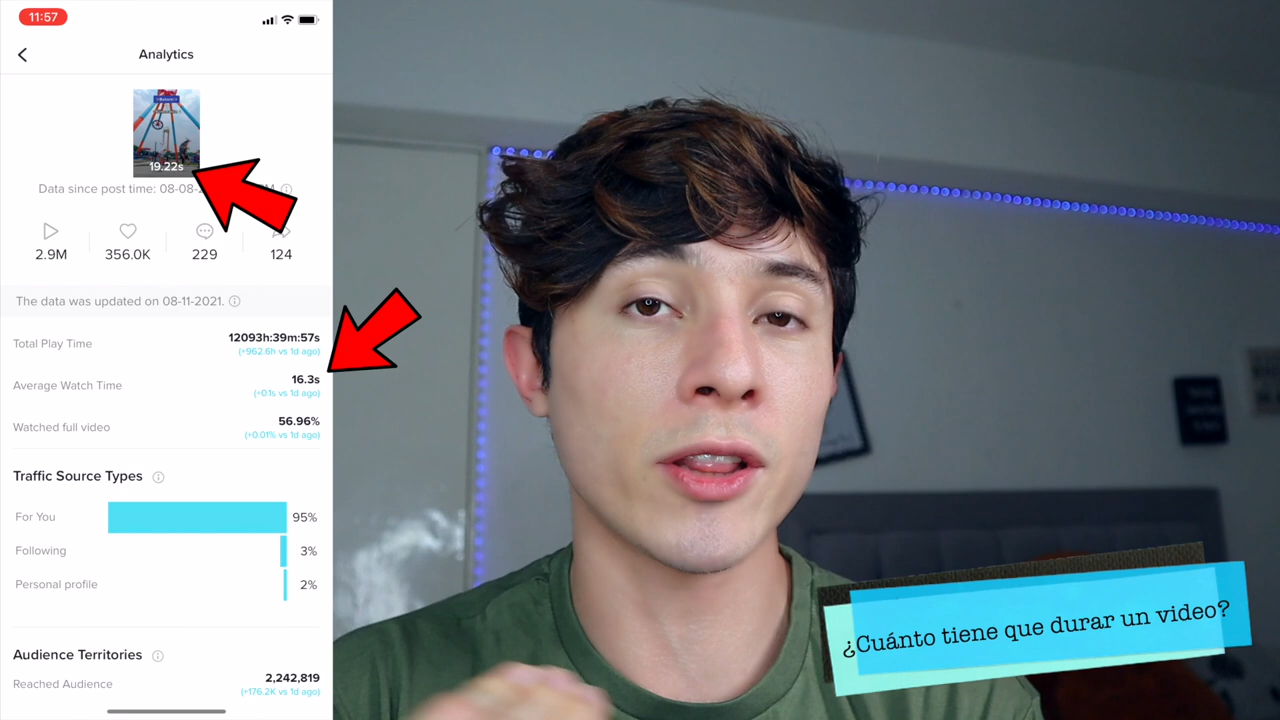 11:57
Analytics
19.22s
Data since post time: 08-08-
2.9M
356.0K
229
124
The data was updated on 08-11-2021.
Total Play Time
12093h:39m:57s
(+962.6h vs 1d ago)
Average Watch Time
16.3s
(+0.1s vs 1d ago)
Watched full video
56.96%
(+0.01% vs 1d ago)
Traffic Source Types
For You
95%
Following
3%
Personal profile
2%
Audience Territories
Reached Audience
2,242,819
(+176.2K vs 1d ago)
¿Cuánto tiene que durar un video?